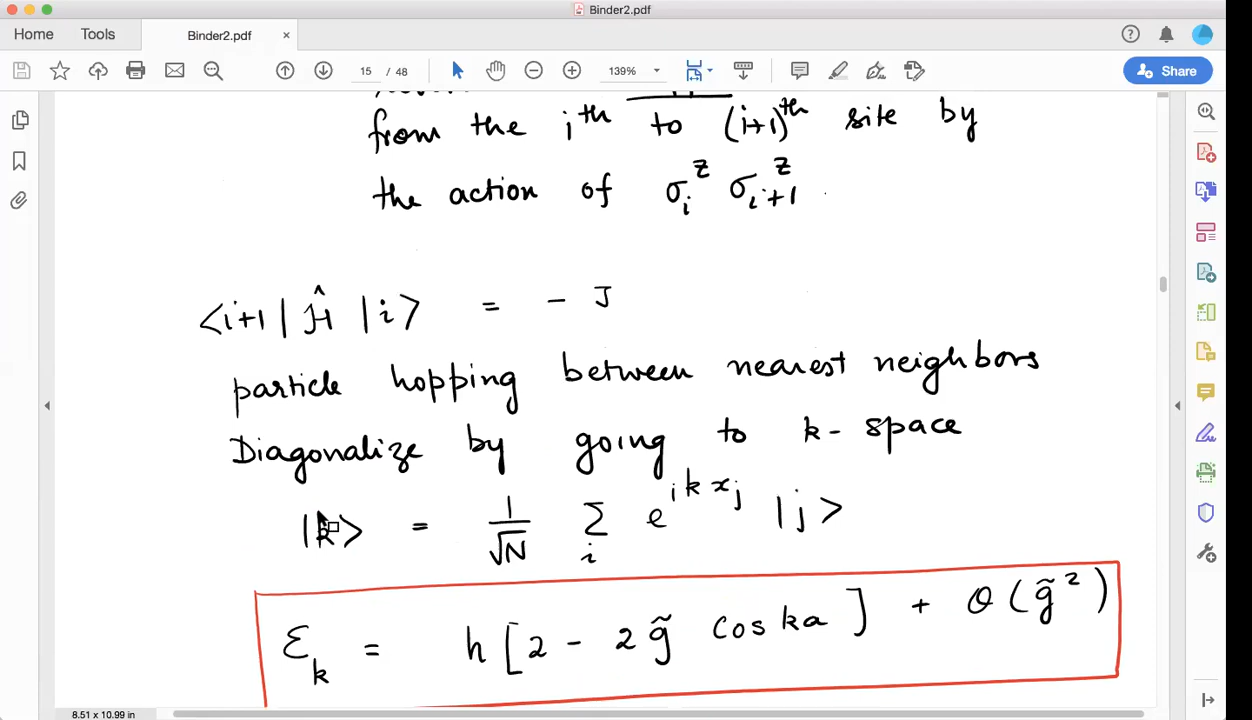 Binder2.pdf
Home Tools Binder2.pdf ×
15 / 48 139% Share
from the i^th to (i+1)^th site by
the action of σ_i^z σ_{i+1}^z
<i+1| Ĥ |i> = - J
particle hopping between nearest neighbors
Diagonalize by going to k-space
|k> = 1/√N Σ_i e^{ikx_j} |j>
ε_k = h[2 - 2g̃ cos ka] + O(g̃²)
8.51 x 10.99 in